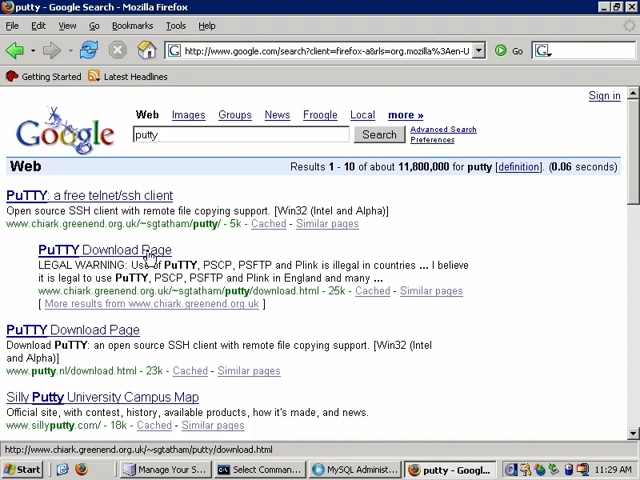 putty - Google Search - Mozilla Firefox
File Edit View Go Bookmarks Tools Help
http://www.google.com/search?client=firefox-a&rls=org.mozilla%3Aen-U Go
Getting Started Latest Headlines
Sign in
Web Images Groups News Froogle Local more »
Google
putty Search Advanced Search
Preferences
Web Results 1 - 10 of about 11,800,000 for putty [definition]. (0.06 seconds)
PuTTY: a free telnet/ssh client
Open source SSH client with remote file copying support. [Win32 (Intel and Alpha)]
www.chiark.greenend.org.uk/~sgtatham/putty/ - 5k - Cached - Similar pages
PuTTY Download Page
LEGAL WARNING: Use of PuTTY, PSCP, PSFTP and Plink is illegal in countries ... I believe
it is legal to use PuTTY, PSCP, PSFTP and Plink in England and many ...
www.chiark.greenend.org.uk/~sgtatham/putty/download.html - 25k - Cached - Similar pages
[ More results from www.chiark.greenend.org.uk ]
PuTTY Download Page
Download PuTTY: an open source SSH client with remote file copying support. [Win32 (Intel
and Alpha)]
www.putty.nl/download.html - 23k - Cached - Similar pages
Silly Putty University Campus Map
Official site, with contest, history, available products, how it's made, and news.
www.sillyputty.com/ - 18k - Cached - Similar pages
http://www.chiark.greenend.org.uk/~sgtatham/putty/download.html
Start Manage Your S... Select Comman... MySQL Administ... putty - Googl... 11:29 AM